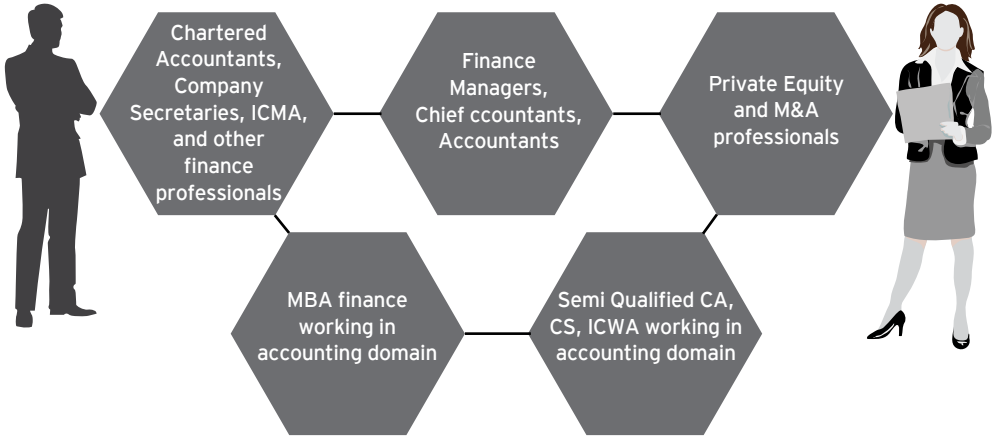 Chartered
Accountants,
Company
Secretaries, ICMA,
and other
finance
professionals
Finance
Managers,
Chief ccountants,
Accountants
Private Equity
and M&A
professionals
MBA finance
working in
accounting domain
Semi Qualified CA,
CS, ICWA working in
accounting domain